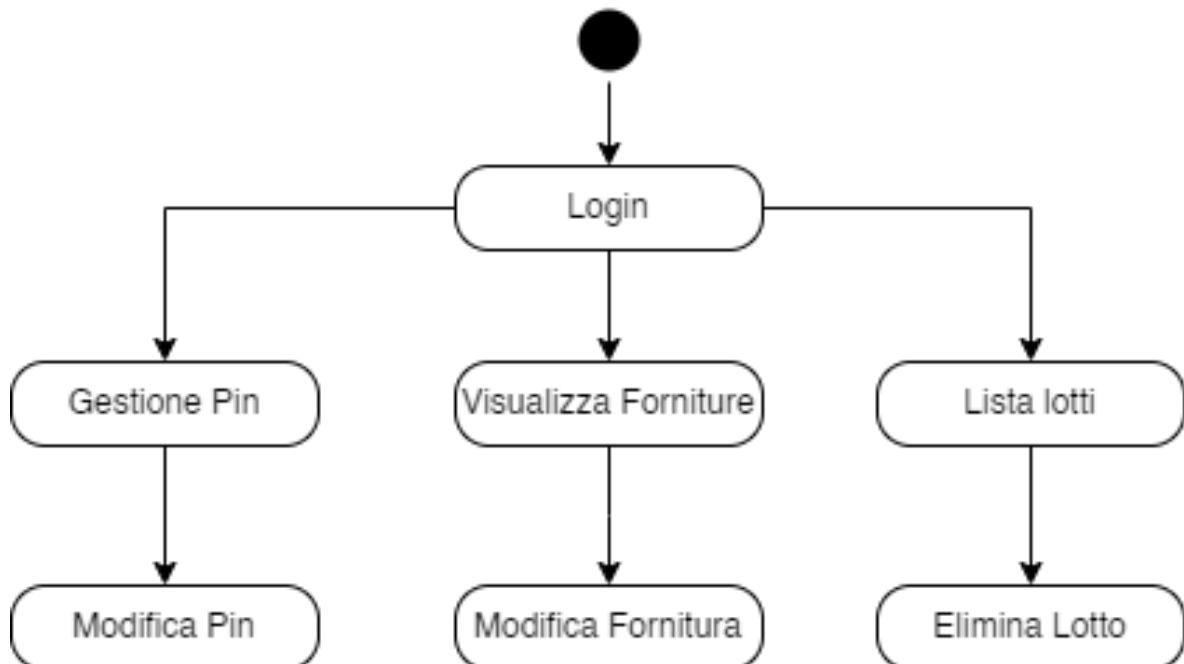 Login
Gestione Pin
Visualizza Forniture
Lista lotti
Modifica Pin
Modifica Fornitura
Elimina Lotto